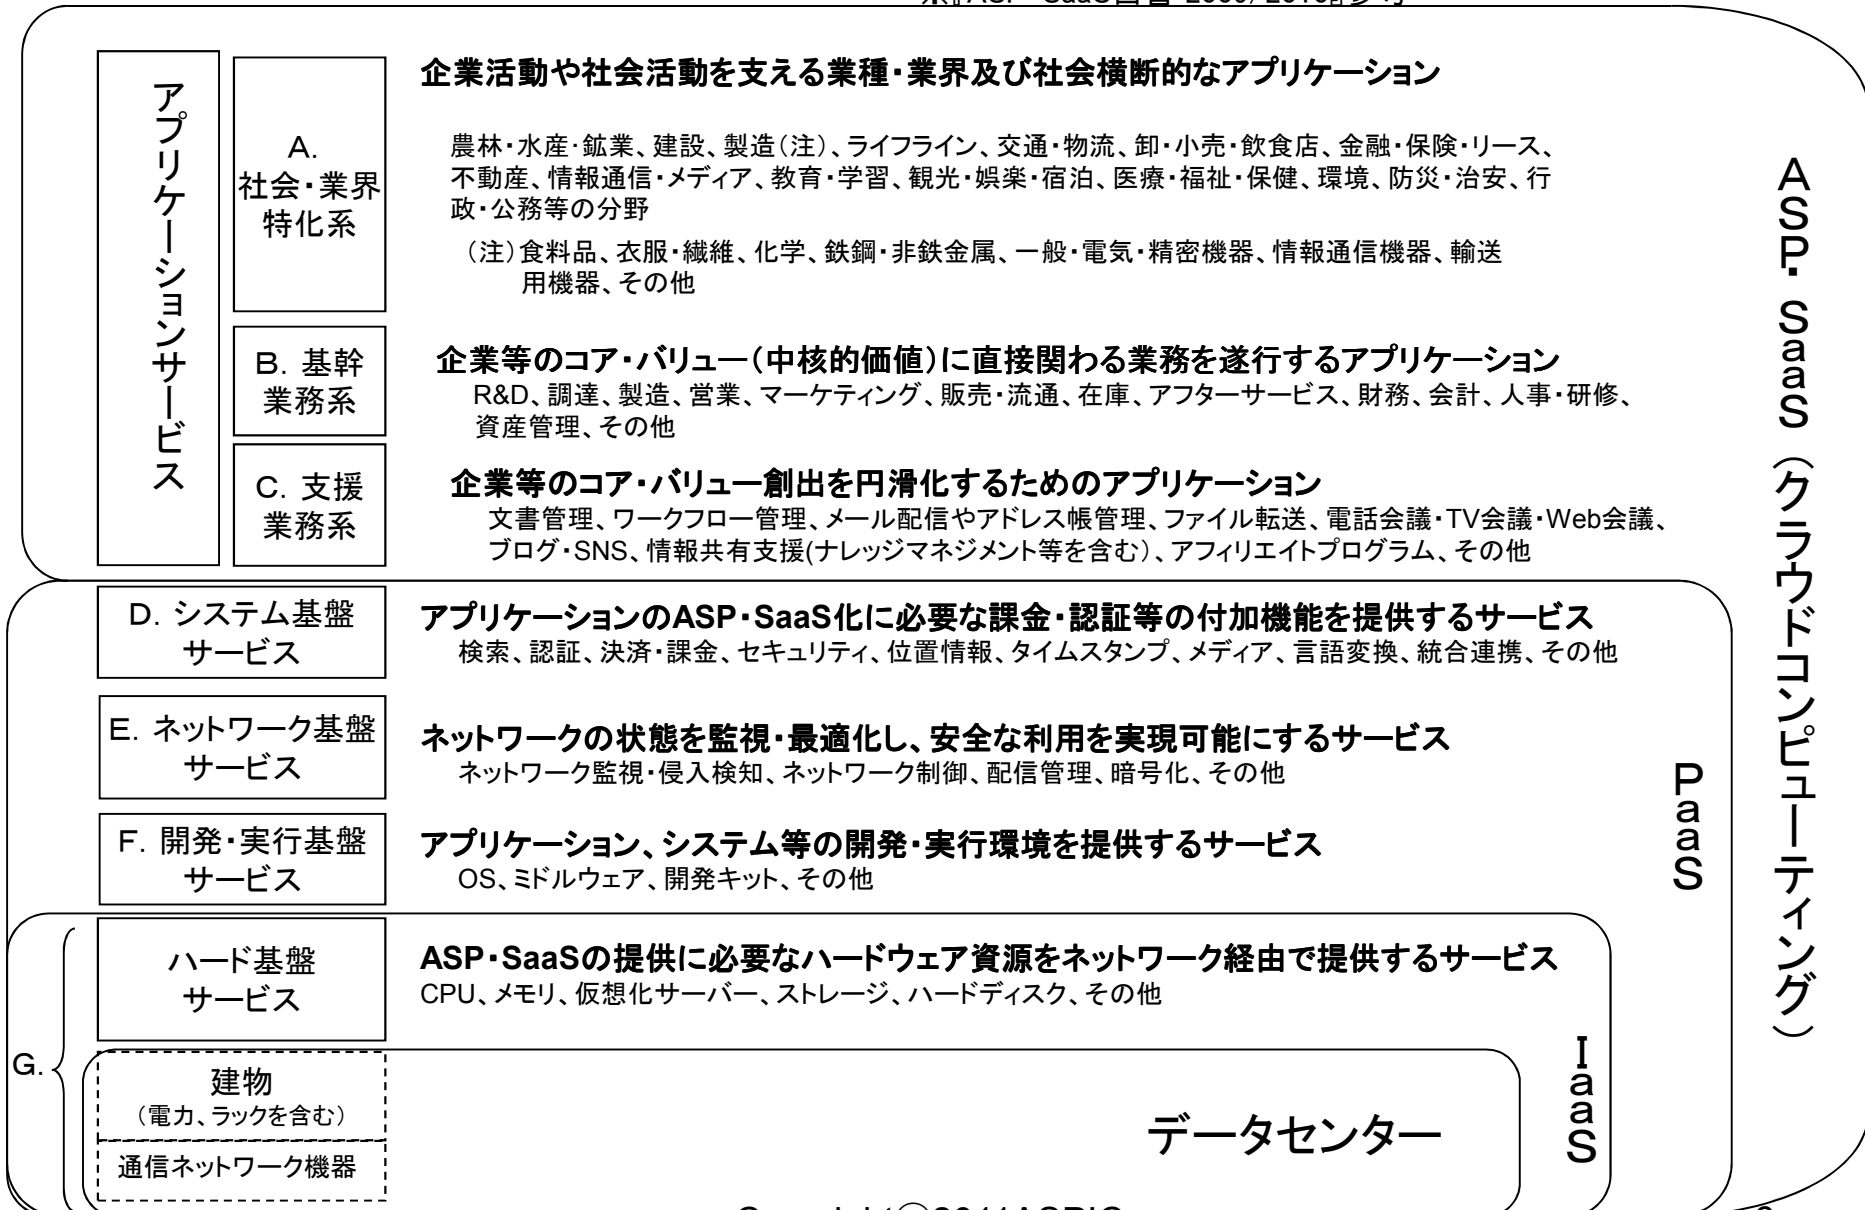 アプリケーションサービス
A.
社会・業界
特化系
企業活動や社会活動を支える業種・業界及び社会横断的なアプリケーション
農林・水産・鉱業、建設、製造（注）、ライフライン、交通・物流、卸・小売・飲食店、金融・保険・リース、
不動産、情報通信・メディア、教育・学習、観光・娯楽・宿泊、医療・福祉・保健、環境、防災・治安、行
政・公務等の分野
（注）食料品、衣服・繊維、化学、鉄鋼・非鉄金属、一般・電気・精密機器、情報通信機器、輸送
用機器、その他
B. 基幹
業務系
企業等のコア・バリュー（中核的価値）に直接関わる業務を遂行するアプリケーション
R&D、調達、製造、営業、マーケティング、販売・流通、在庫、アフターサービス、財務、会計、人事・研修、
資産管理、その他
C. 支援
業務系
企業等のコア・バリュー創出を円滑化するためのアプリケーション
文書管理、ワークフロー管理、メール配信やアドレス帳管理、ファイル転送、電話会議・TV会議・Web会議、
ブログ・SNS、情報共有支援(ナレッジマネジメント等を含む）、アフィリエイトプログラム、その他
D. システム基盤
サービス
アプリケーションのASP・SaaS化に必要な課金・認証等の付加機能を提供するサービス
検索、認証、決済・課金、セキュリティ、位置情報、タイムスタンプ、メディア、言語変換、統合連携、その他
E. ネットワーク基盤
サービス
ネットワークの状態を監視・最適化し、安全な利用を実現可能にするサービス
ネットワーク監視・侵入検知、ネットワーク制御、配信管理、暗号化、その他
F. 開発・実行基盤
サービス
アプリケーション、システム等の開発・実行環境を提供するサービス
OS、ミドルウェア、開発キット、その他
G.
ハード基盤
サービス
ASP・SaaSの提供に必要なハードウェア資源をネットワーク経由で提供するサービス
CPU、メモリ、仮想化サーバー、ストレージ、ハードディスク、その他
建物
（電力、ラックを含む）
通信ネットワーク機器
データセンター
IaaS
PaaS
ASP・SaaS（クラウドコンピューティング）